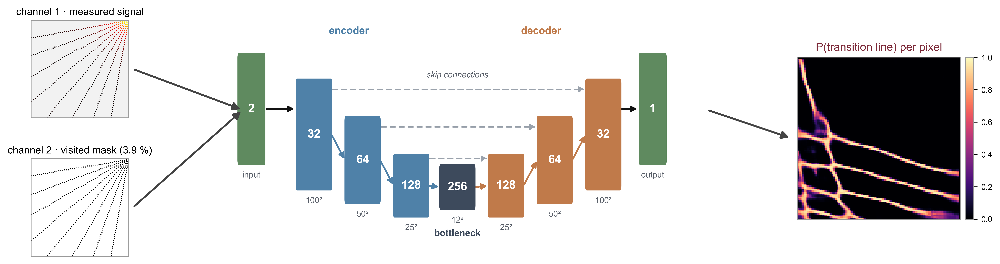 channel 1 · measured signal
channel 2 · visited mask (3.9 %)
encoder
decoder
skip connections
2
input
32
100²
64
50²
128
25²
256
12²
bottleneck
128
25²
64
50²
32
100²
1
output
P(transition line) per pixel
1.0
0.8
0.6
0.4
0.2
0.0